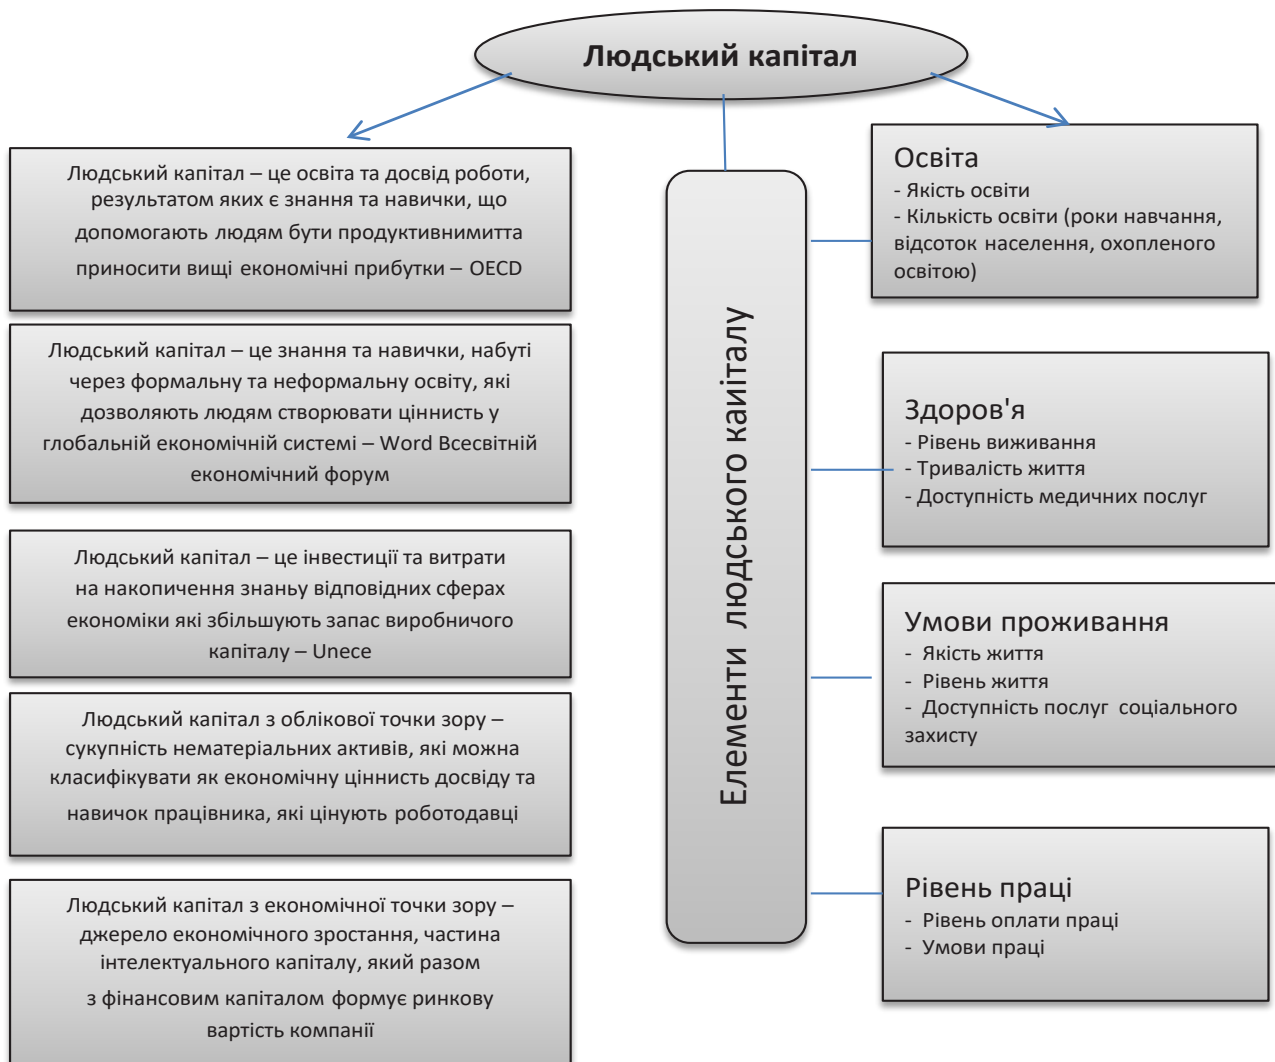 Людський капітал
Людський капітал – це освіта та досвід роботи,
результатом яких є знання та навички, що
допомогають людям бути продуктивнимитта
приносити вищі економічні прибутки – OECD
Людський капітал – це знання та навички, набуті
через формальну та неформальну освіту, які
дозволяють людям створювати цінність у
глобальній економічній системі – Word Всесвітній
економічний форум
Людський капітал – це інвестиції та витрати
на накопичення знаньу відповідних сферах
економіки які збільшують запас виробничого
капіталу – Unece
Людський капітал з облікової точки зору –
сукупність нематеріальних активів, які можна
класифікувати як економічну цінність досвіду та
навичок працівника, які цінують роботодавці
Людський капітал з економічної точки зору –
джерело економічного зростання, частина
інтелектуального капіталу, який разом
з фінансовим капіталом формує ринкову
вартість компанії
Елементи людського каиіталу
Освіта
- Якість освіти
- Кількість освіти (роки навчання,
відсоток населення, охопленого
освітою)
Здоров'я
- Рівень виживання
- Тривалість життя
- Доступність медичних послуг
Умови проживання
- Якість життя
- Рівень життя
- Доступність послуг соціального
захисту
Рівень праці
- Рівень оплати праці
- Умови праці